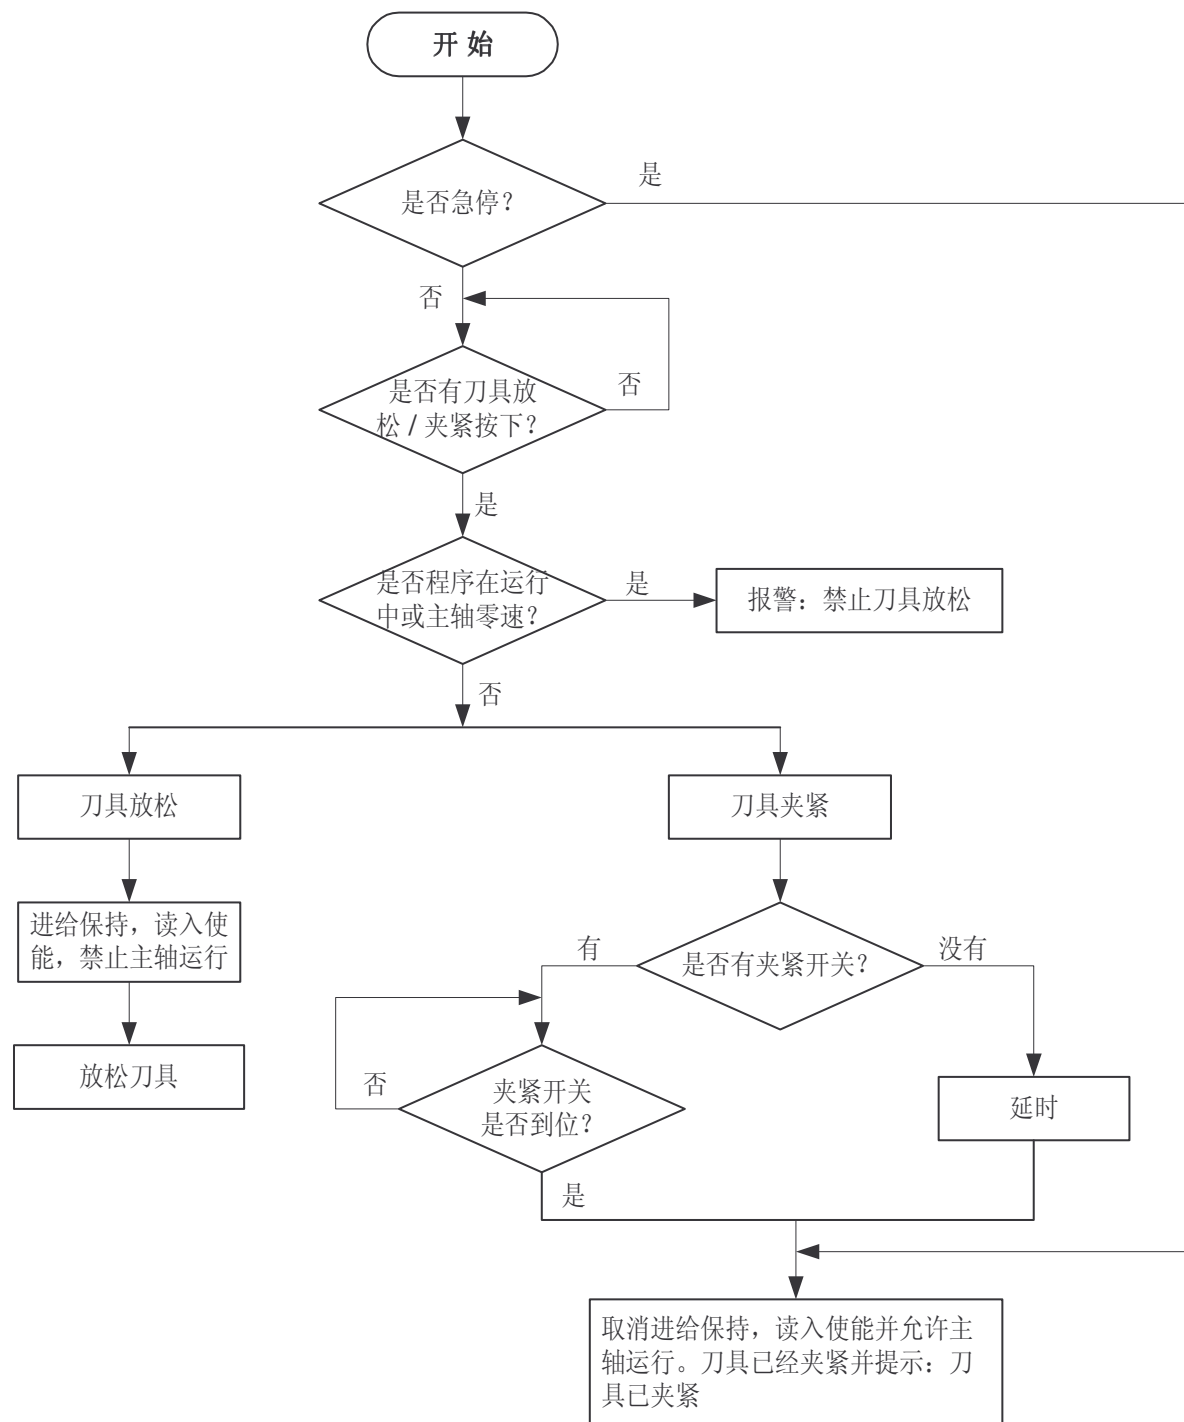 开 始
是否急停？
是
否
是否有刀具放
松 / 夹紧按下？
否
是
是否程序在运行
中或主轴零速？
是
报警：禁止刀具放松
否
刀具放松
刀具夹紧
进给保持，读入使
能，禁止主轴运行
有
是否有夹紧开关？
没有
放松刀具
否
夹紧开关
是否到位？
延时
是
取消进给保持，读入使能并允许主
轴运行。刀具已经夹紧并提示：刀
具已夹紧